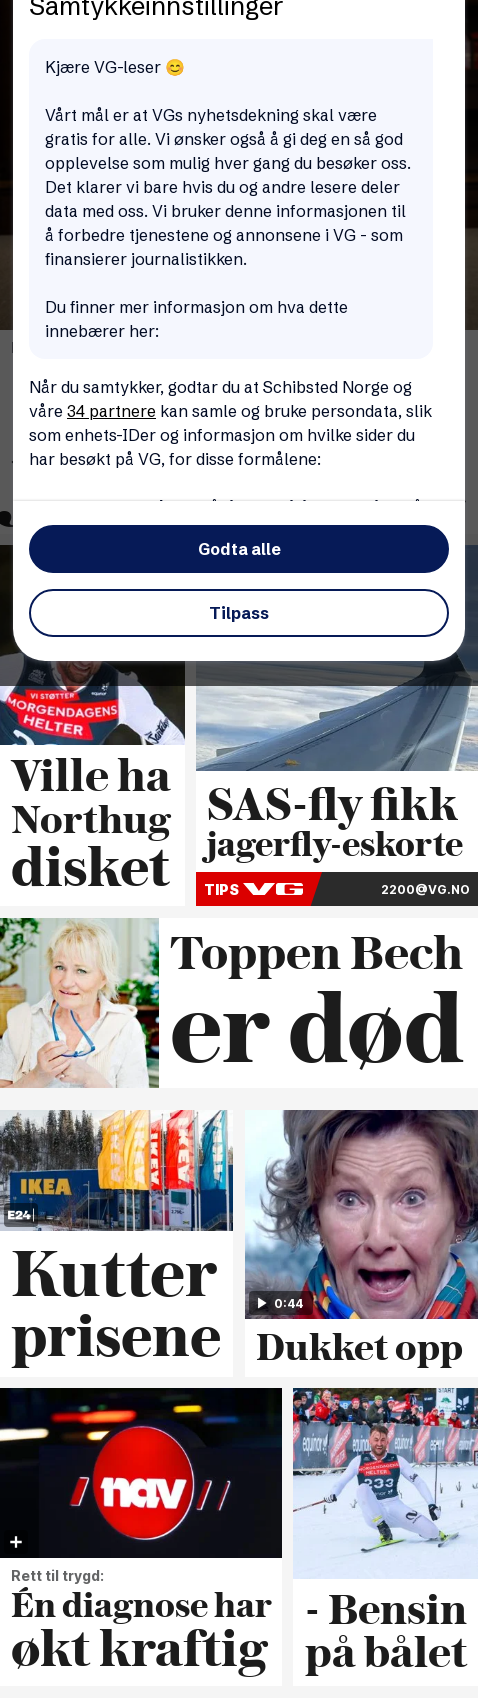 Samtykkeinnstillinger
Kjære VG-leser 😊
Vårt mål er at VGs nyhetsdekning skal være
gratis for alle. Vi ønsker også å gi deg en så god
opplevelse som mulig hver gang du besøker oss.
Det klarer vi bare hvis du og andre lesere deler
data med oss. Vi bruker denne informasjonen til
å forbedre tjenestene og annonsene i VG - som
finansierer journalistikken.
Du finner mer informasjon om hva dette
innebærer her:
Når du samtykker, godtar du at Schibsted Norge og
våre 34 partnere kan samle og bruke persondata, slik
som enhets-IDer og informasjon om hvilke sider du
har besøkt på VG, for disse formålene:
Godta alle
Tilpass
VI STØTTER
equinor
MORGENDAGENS
HELTER
Ville ha
Northug
disket
SAS-fly fikk
jagerfly-eskorte
TIPS VG
2200@VG.NO
Toppen Bech
er død
IKEA
IKEA
E24
Kutter
prisene
0:44
Dukket opp
nav
Rett til trygd:
Én diagnose har
økt kraftig
START
equinor
MORGENDAGENS
HELTER
233
- Bensin
på bålet